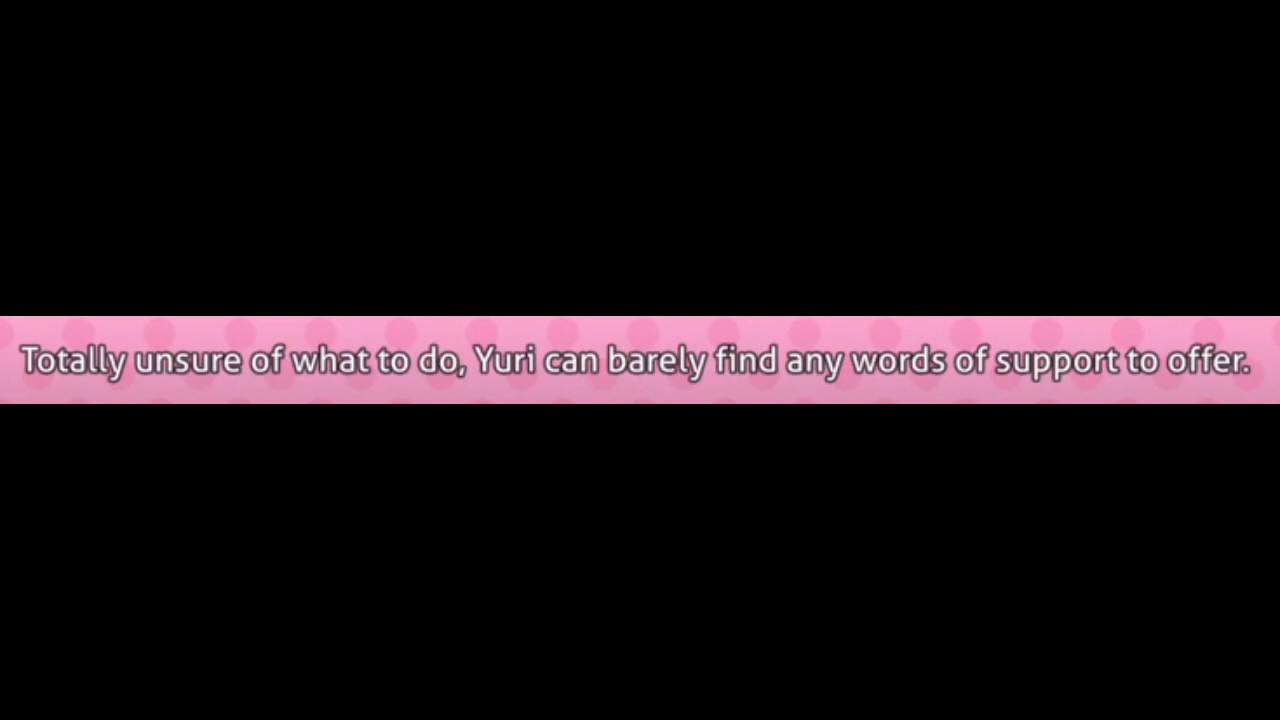 Totally unsure of what to do, Yuri can barely find any words of support to offer.